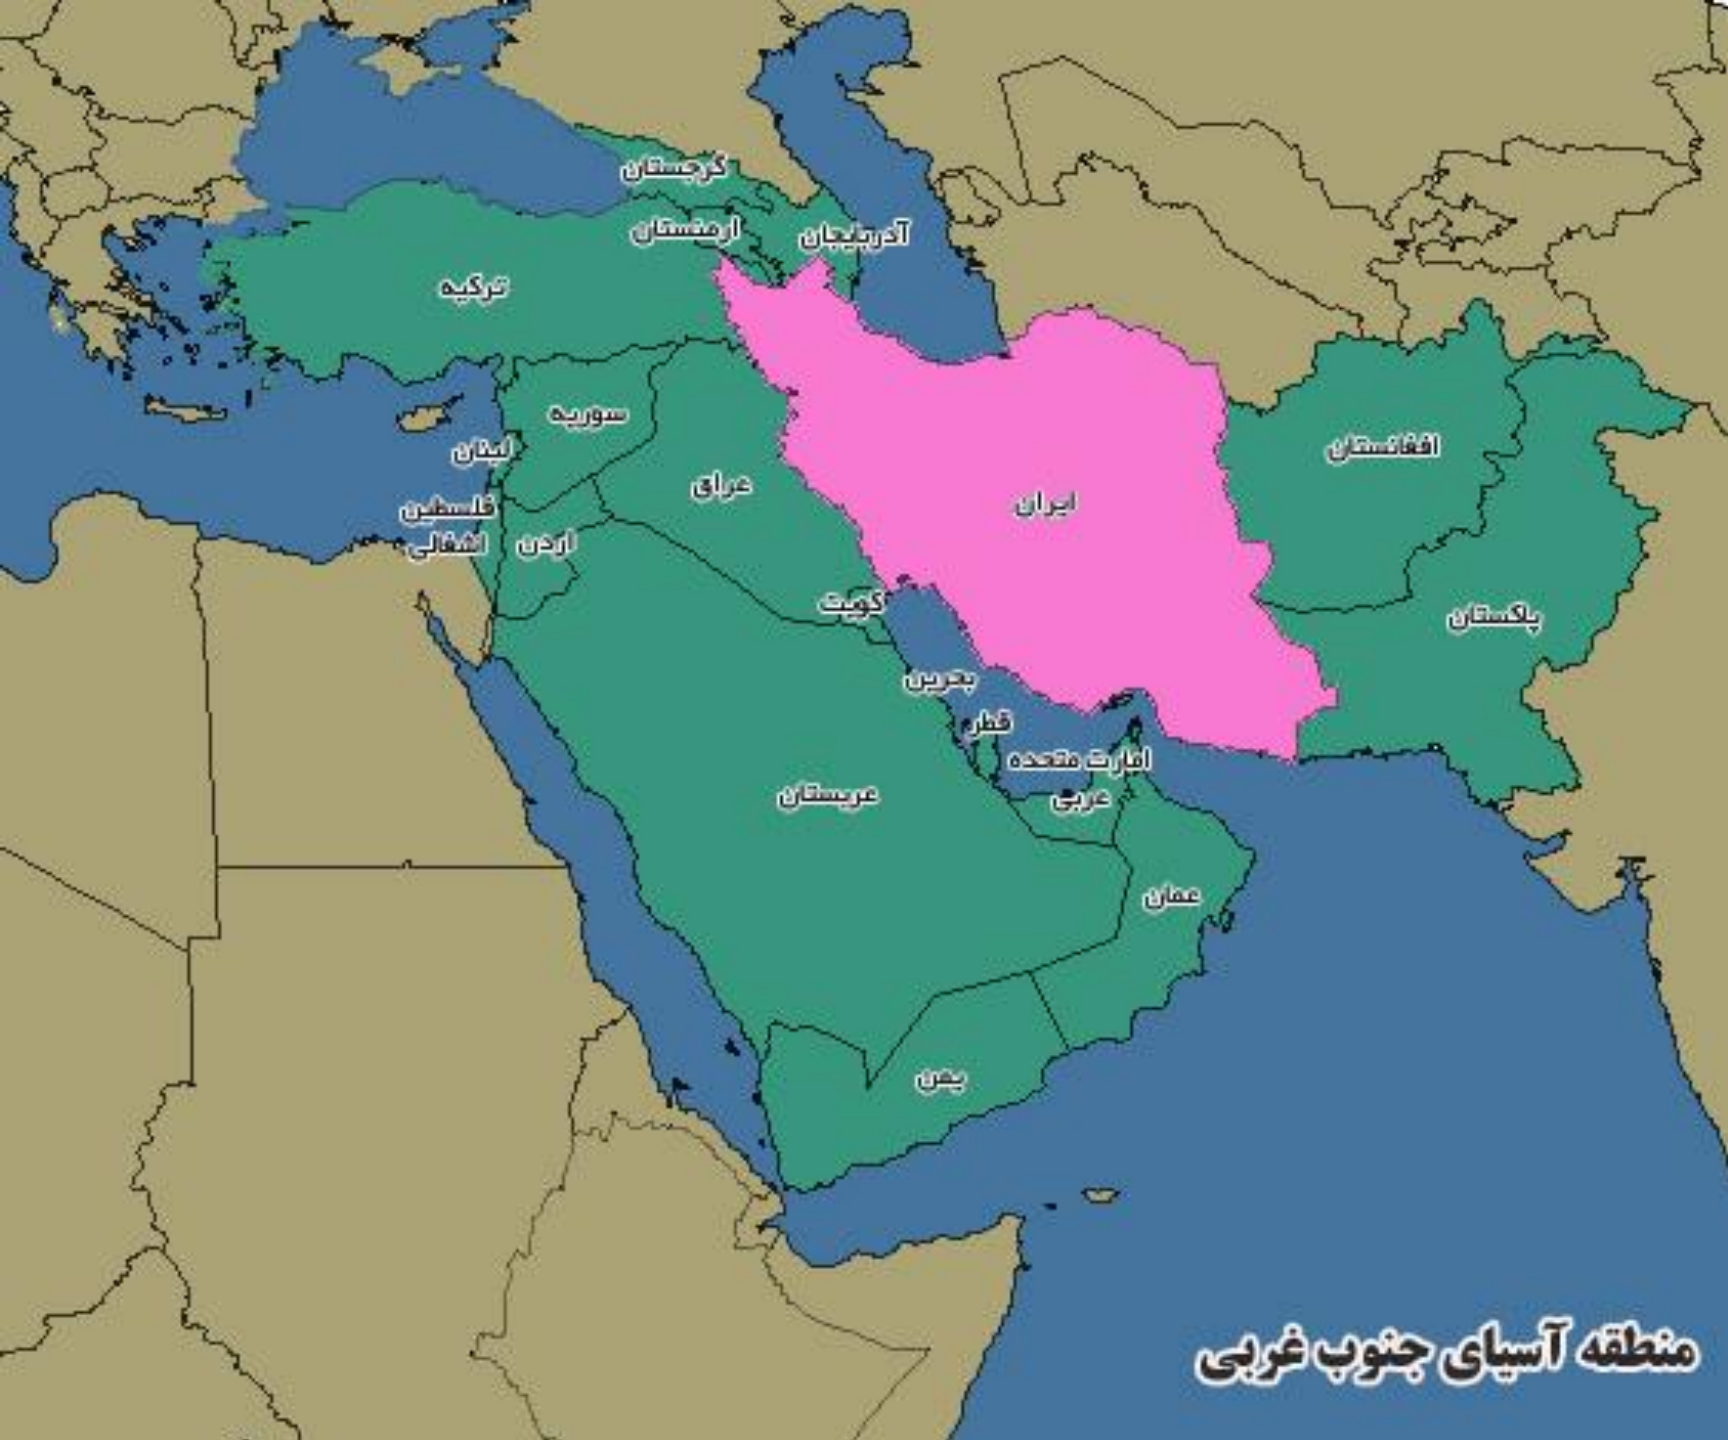 گرجستان
ارمنستان
آذربایجان
ترکیه
سوریه
لبنان
افغانستان
عراق
ایران
فلسطین
اشغالی
اردن
کویت
پاکستان
بحرین
قطر
امارت متحده
عربی
عربستان
عمان
یمن
منطقه آسیای جنوب غربی